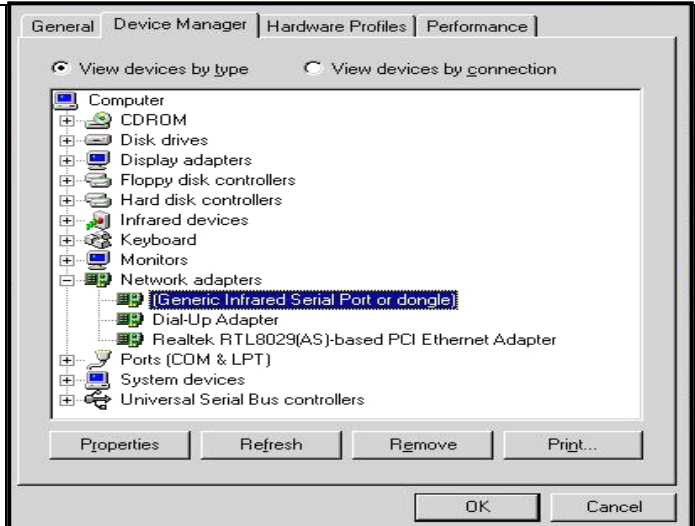 General Device Manager Hardware Profiles Performance
View devices by type View devices by connection
Computer
CDROM
Disk drives
Display adapters
Floppy disk controllers
Hard disk controllers
Infrared devices
Keyboard
Monitors
Network adapters
(Generic Infrared Serial Port or dongle)
Dial-Up Adapter
Realtek RTL8029(AS)-based PCI Ethernet Adapter
Ports (COM & LPT)
System devices
Universal Serial Bus controllers
Properties Refresh Remove Print...
OK Cancel